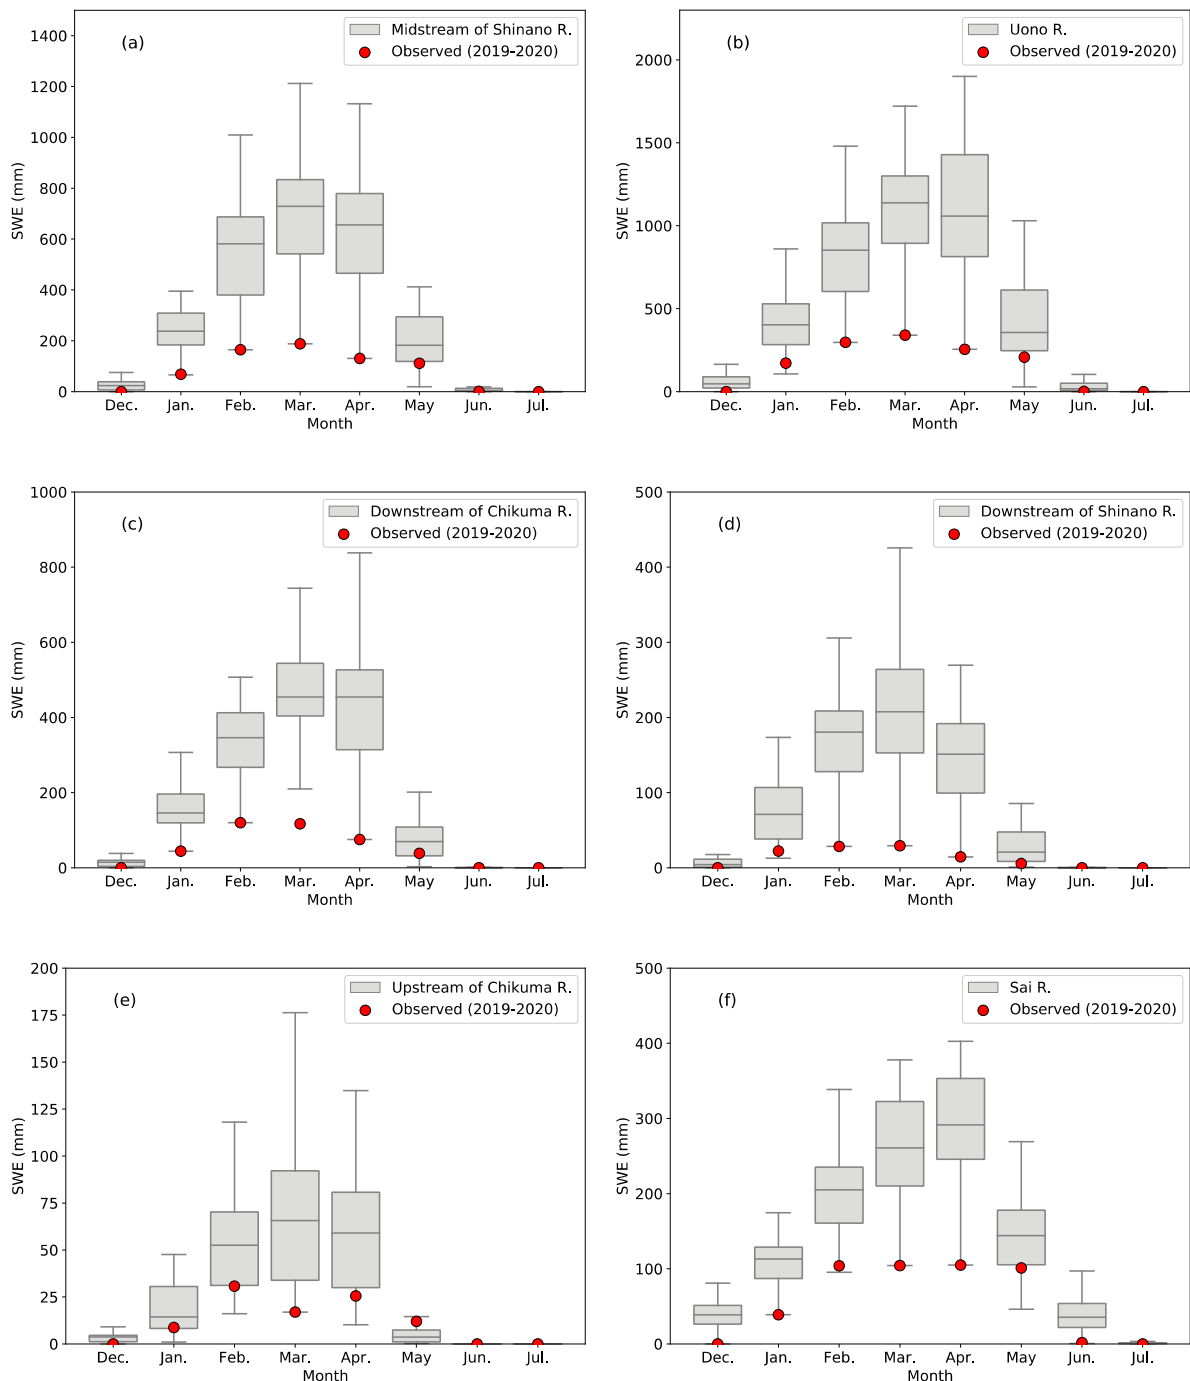 (a)
Midstream of Shinano R.
Observed (2019-2020)
SWE (mm)
1400
1200
1000
800
600
400
200
0
Dec. Jan. Feb. Mar. Apr. May Jun. Jul.
Month
(b)
Uono R.
Observed (2019-2020)
SWE (mm)
2000
1500
1000
500
0
Dec. Jan. Feb. Mar. Apr. May Jun. Jul.
Month
(c)
Downstream of Chikuma R.
Observed (2019-2020)
SWE (mm)
1000
800
600
400
200
0
Dec. Jan. Feb. Mar. Apr. May Jun. Jul.
Month
(d)
Downstream of Shinano R.
Observed (2019-2020)
SWE (mm)
500
400
300
200
100
0
Dec. Jan. Feb. Mar. Apr. May Jun. Jul.
Month
(e)
Upstream of Chikuma R.
Observed (2019-2020)
SWE (mm)
200
175
150
125
100
75
50
25
0
Dec. Jan. Feb. Mar. Apr. May Jun. Jul.
Month
(f)
Sai R.
Observed (2019-2020)
SWE (mm)
500
400
300
200
100
0
Dec. Jan. Feb. Mar. Apr. May Jun. Jul.
Month